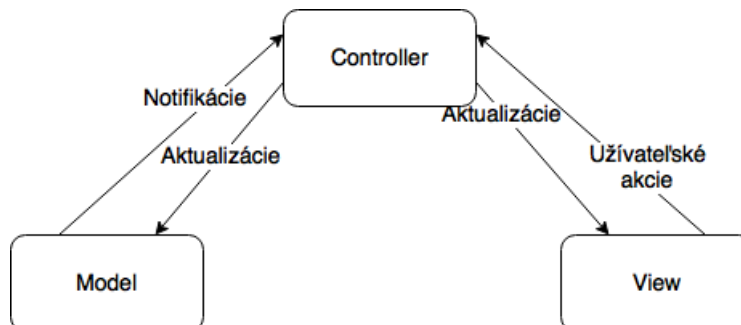 Controller
Notifikácie
Aktualizácie
Aktualizácie
Užívateľské
akcie
Model
View